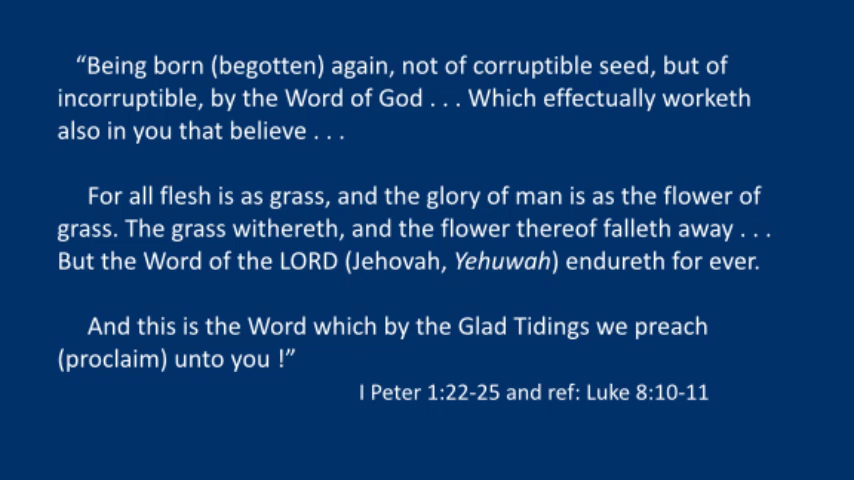 “Being born (begotten) again, not of corruptible seed, but of
incorruptible, by the Word of God . . . Which effectually worketh
also in you that believe . . .
For all flesh is as grass, and the glory of man is as the flower of
grass. The grass withereth, and the flower thereof falleth away . . .
But the Word of the LORD (Jehovah, Yehuwah) endureth for ever.
And this is the Word which by the Glad Tidings we preach
(proclaim) unto you !”
I Peter 1:22-25 and ref: Luke 8:10-11